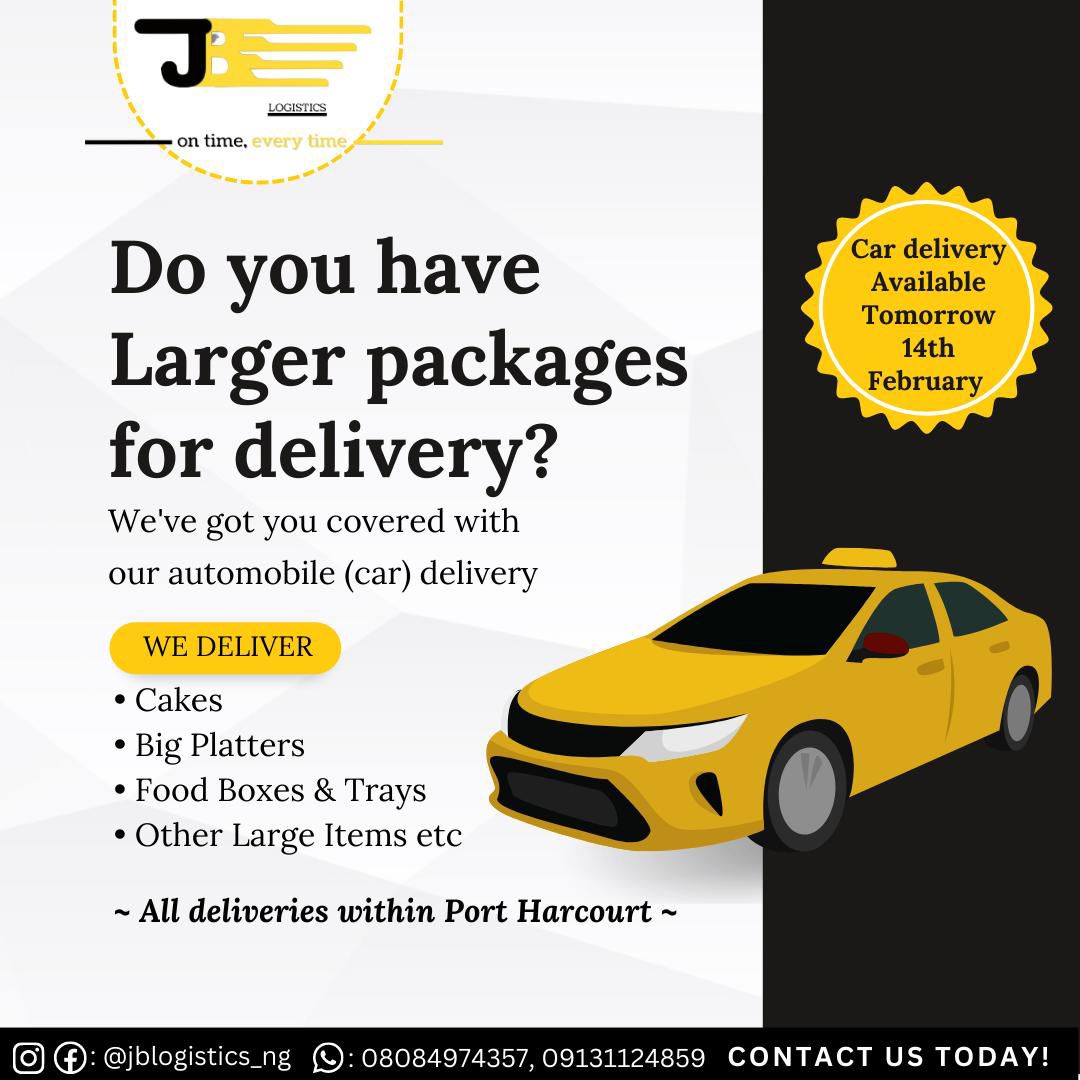 JB
LOGISTICS
on time, every time
Do you have
Larger packages
for delivery?
We've got you covered with
our automobile (car) delivery
WE DELIVER
• Cakes
• Big Platters
• Food Boxes & Trays
• Other Large Items etc
~ All deliveries within Port Harcourt ~
Car delivery
Available
Tomorrow
14th
February
: @jblogistics_ng : 08084974357, 09131124859 CONTACT US TODAY!